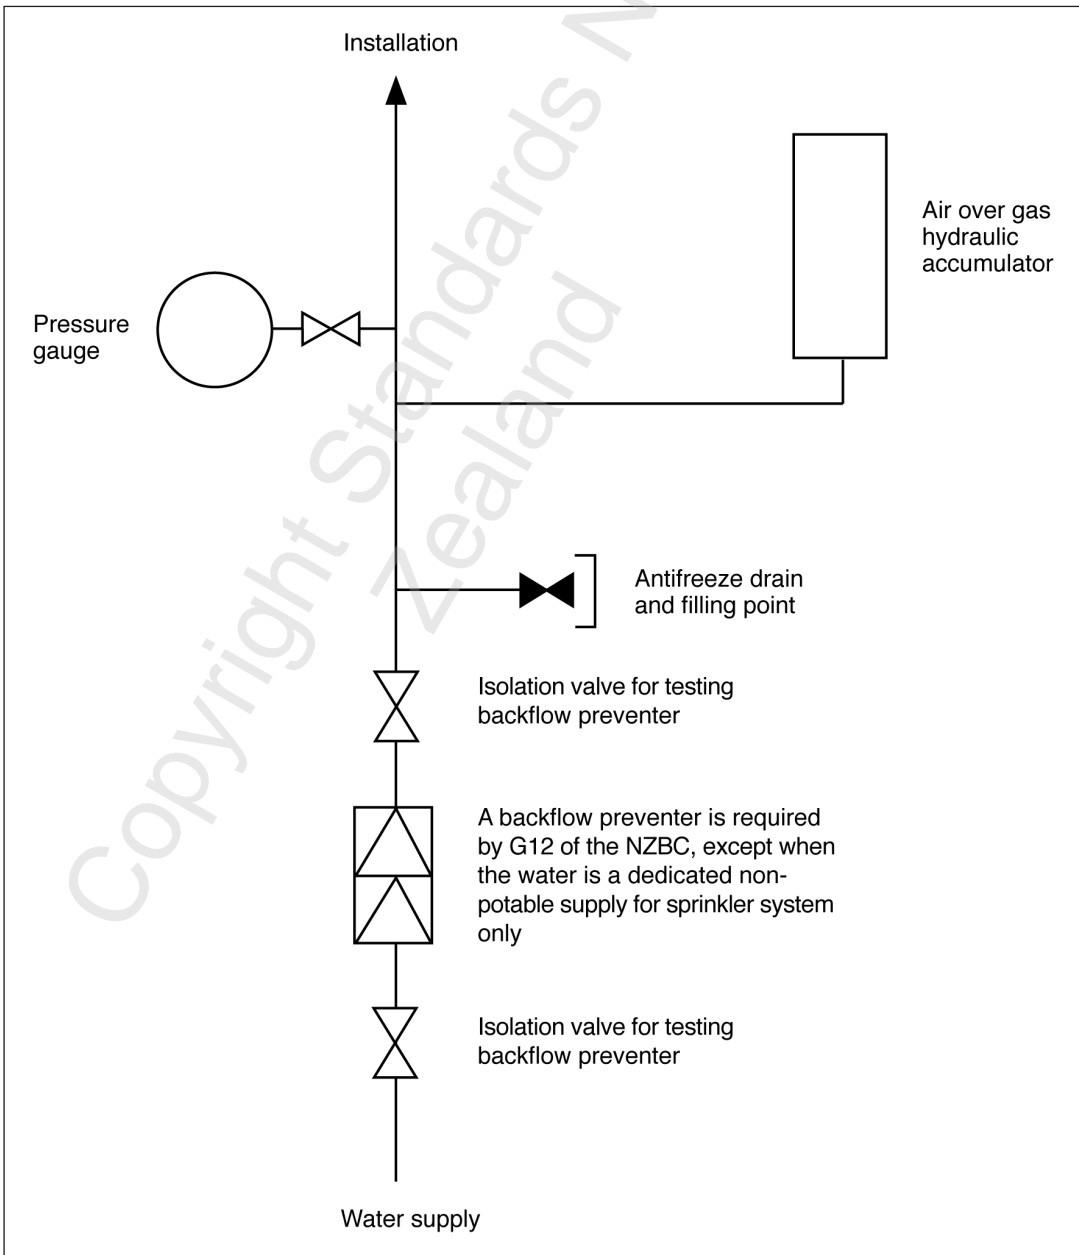 Installation
Air over gas
hydraulic
accumulator
Pressure
gauge
Antifreeze drain
and filling point
Isolation valve for testing
backflow preventer
A backflow preventer is required
by G12 of the NZBC, except when
the water is a dedicated non-
potable supply for sprinkler system
only
Isolation valve for testing
backflow preventer
Water supply
Copyright Standards N
Zealand